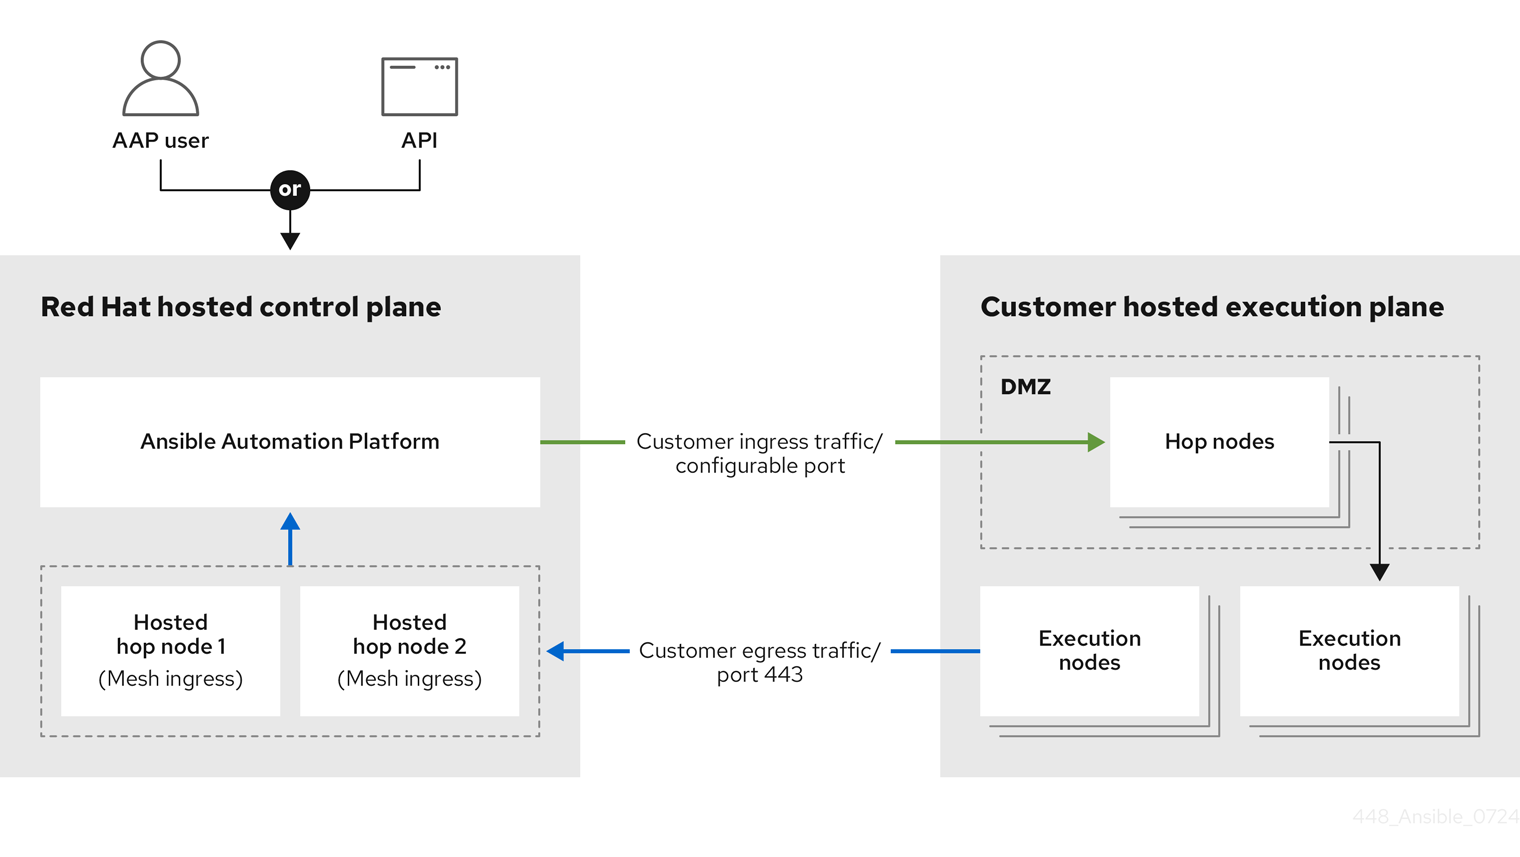 AAP user
API
or
Red Hat hosted control plane
Customer hosted execution plane
DMZ
Ansible Automation Platform
Customer ingress traffic/
configurable port
Hop nodes
Hosted
hop node 1
(Mesh ingress)
Hosted
hop node 2
(Mesh ingress)
Customer egress traffic/
port 443
Execution
nodes
Execution
nodes
448_Ansible_0724